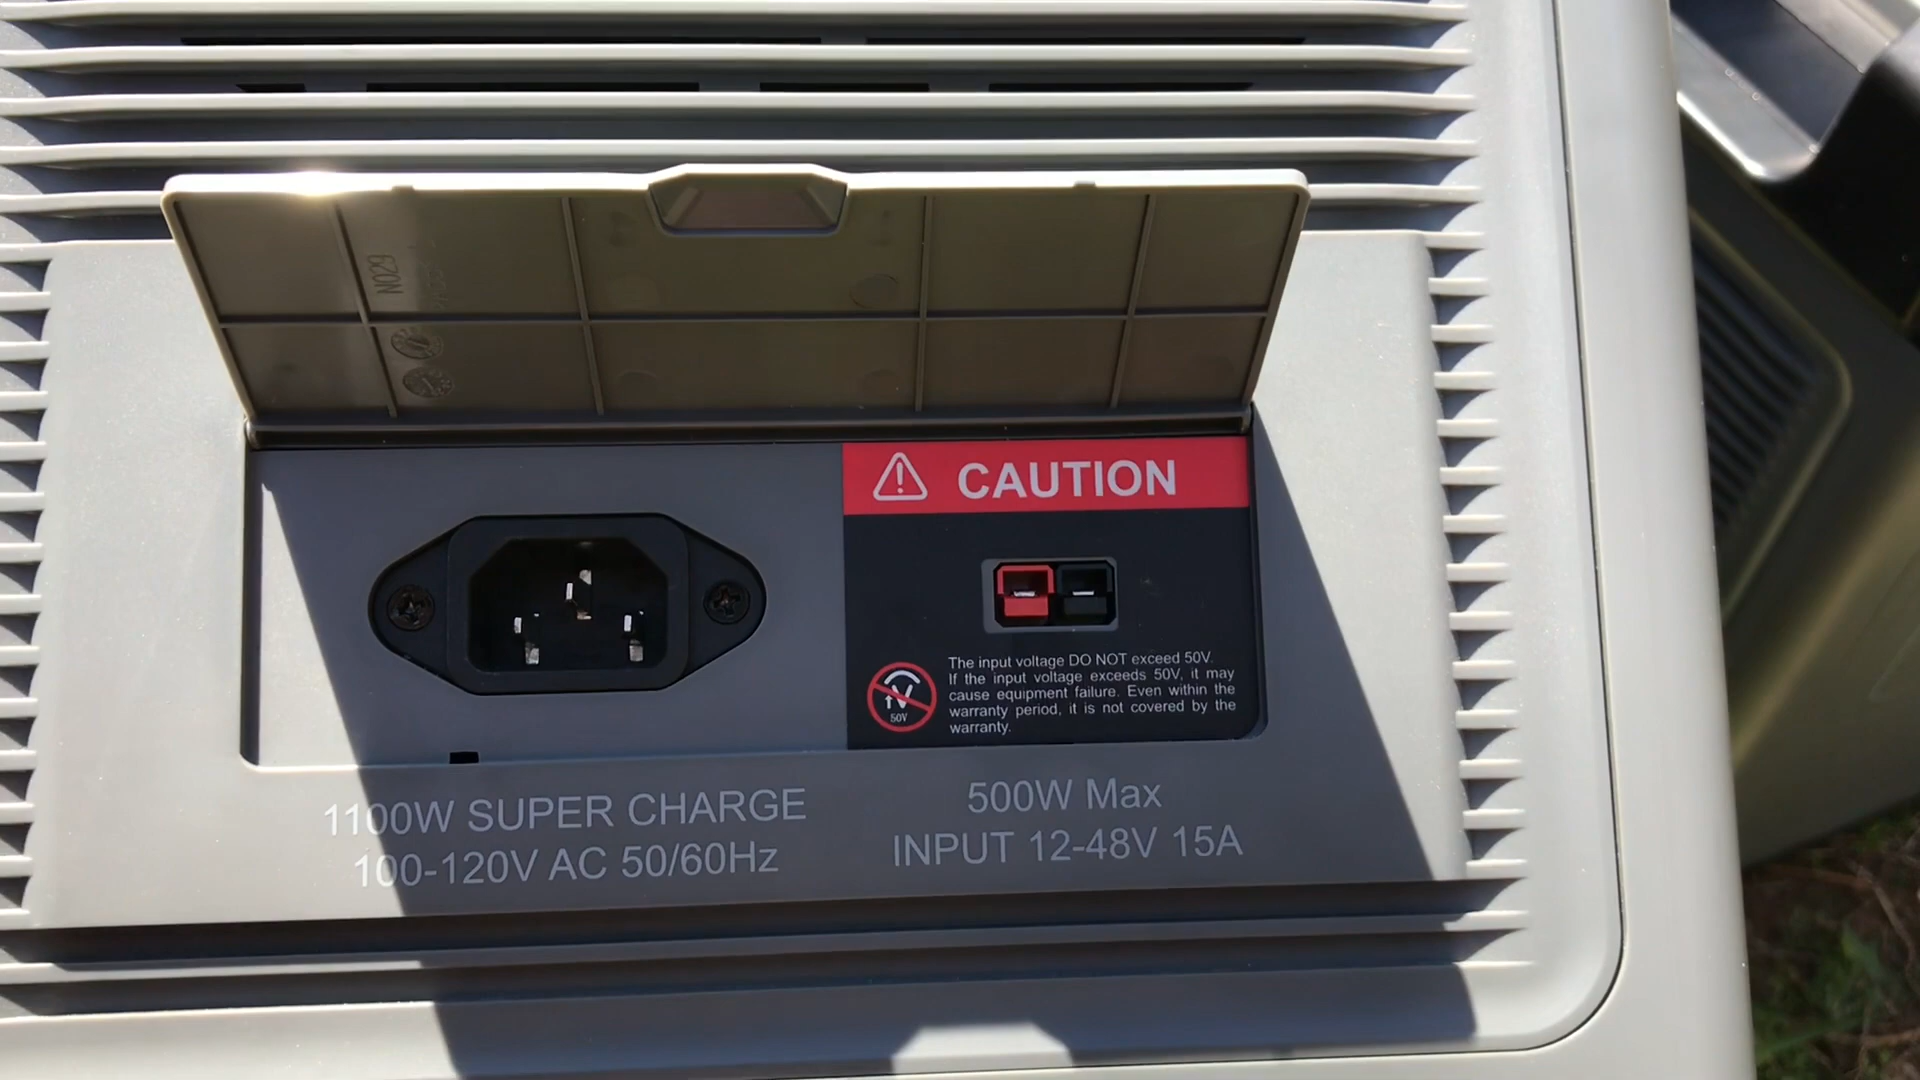 N029
CAUTION
The input voltage DO NOT exceed 50V.
If the input voltage exceeds 50V, it may
cause equipment failure. Even within the
warranty period, it is not covered by the
warranty.
V
50V
1100W SUPER CHARGE
100-120V AC 50/60Hz
500W Max
INPUT 12-48V 15A